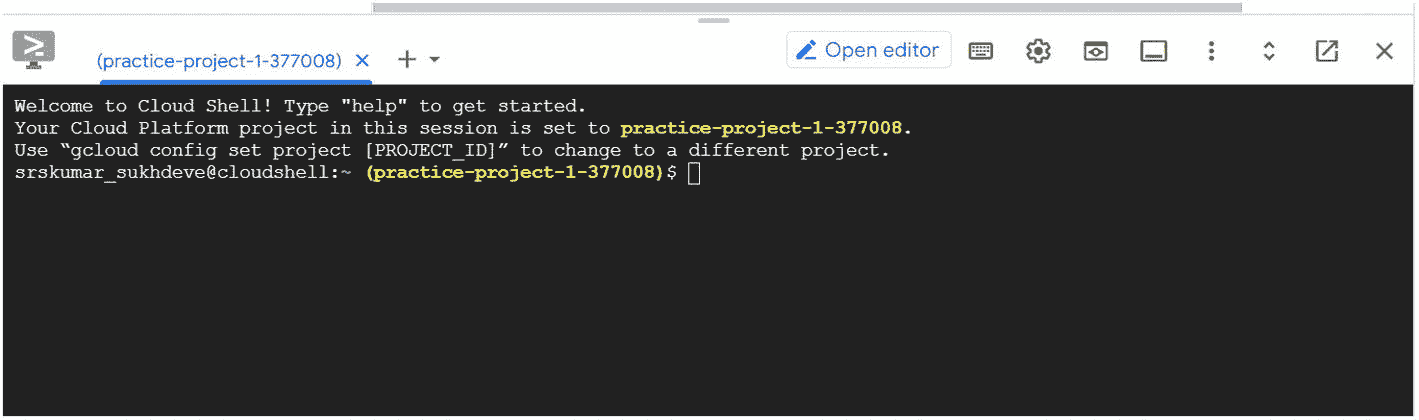 (practice-project-1-377008)
Open editor
Welcome to Cloud Shell! Type "help" to get started.
Your Cloud Platform project in this session is set to practice-project-1-377008.
Use “gcloud config set project [PROJECT_ID]” to change to a different project.
srskumar_sukhdeve@cloudshell:~ (practice-project-1-377008)$